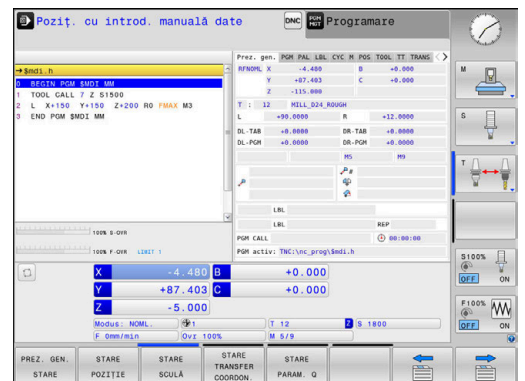 Poziţ. cu introd. manuală date
DNC
PGM MGT
Programare
→$mdi.h
0 BEGIN PGM $MDI MM
1 TOOL CALL 7 Z S1500
2 L X+150 Y+150 Z+200 R0 FMAX M3
3 END PGM $MDI MM
100% S-OVR
100% F-OVR LIMIT 1
Prez. gen. PGM PAL LBL CYC M POS TOOL TT TRANS
RFNOML X -4.480 B +0.000
Y +87.403 C +0.000
Z -115.000
T : 12 MILL_D24_ROUGH
L +90.0000 R +12.0000
DL-TAB +0.0000 DR-TAB +0.0000
DL-PGM +0.0000 DR-PGM +0.0000
M5 M9
P#
LBL
LBL REP
PGM CALL 00:00:00
PGM activ: TNC:\nc_prog\$mdi.h
X -4.480 B +0.000
Y +87.403 C +0.000
Z -5.000
Modus: NOML. 1 T 12 Z S 1800
F 0mm/min Ovr 100% M 5/9
M
S
T
S100%
OFF ON
F100%
OFF ON
PREZ. GEN. STARE
STARE POZIŢIE
STARE SCULĂ
STARE TRANSFER COORDON.
STARE PARAM. Q